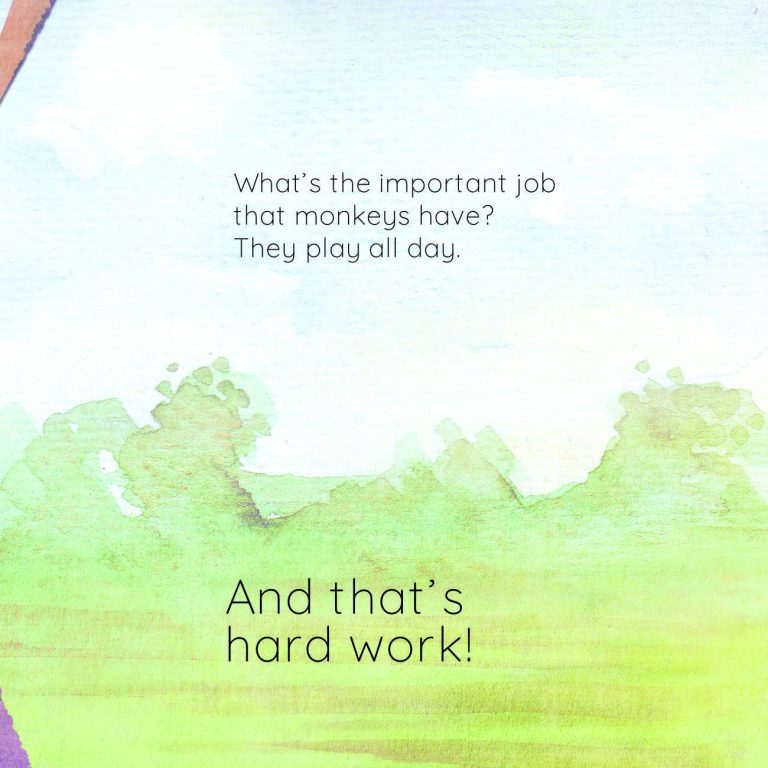 What’s the important job
that monkeys have?
They play all day.
And that’s
hard work!